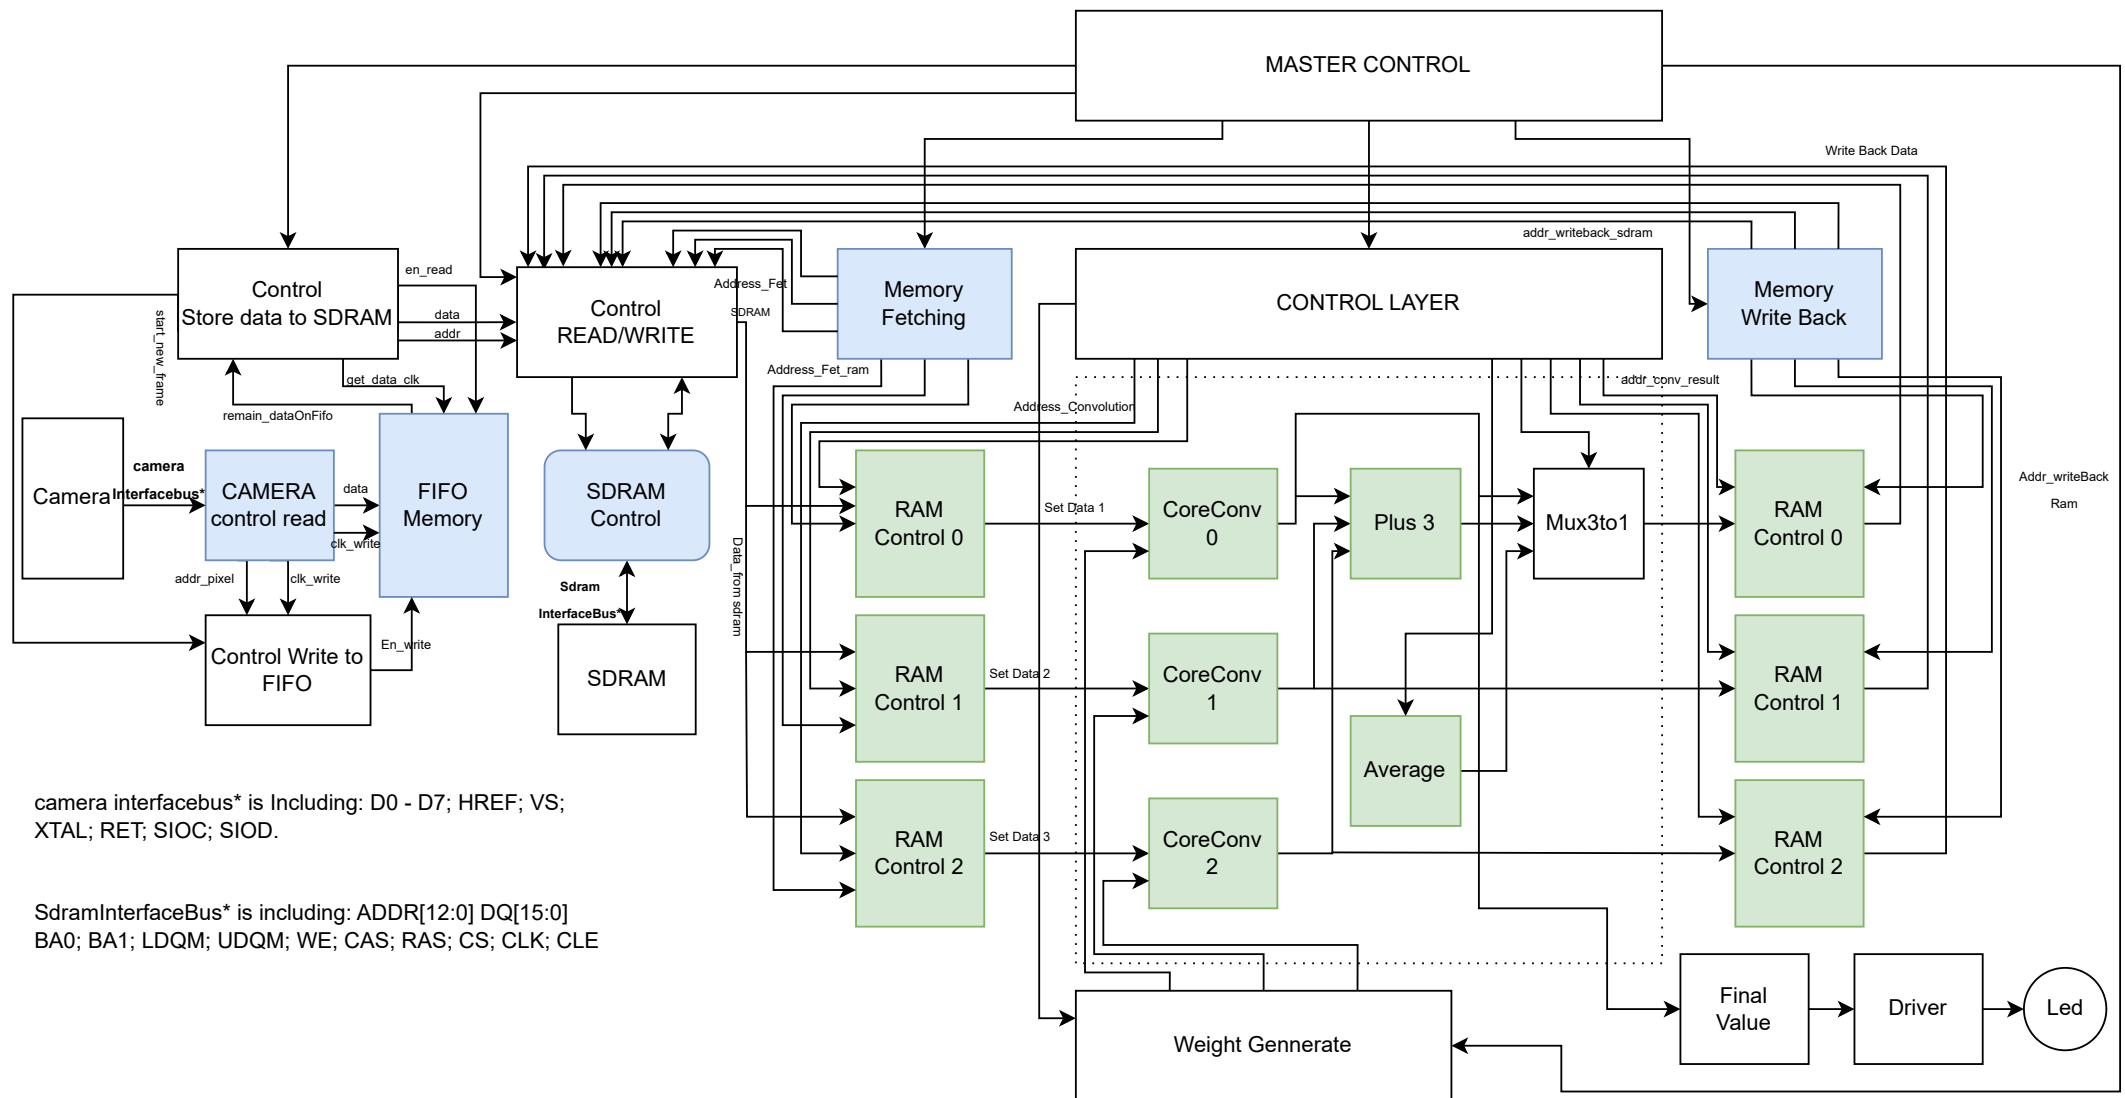 MASTER CONTROL
Write Back Data
addr_writeback_sdram
Control
Store data to SDRAM
en_read
data
addr
Control
READ/WRITE
Address_Fet
SDRAM
Memory
Fetching
CONTROL LAYER
Memory
Write Back
start_new_frame
get_data_clk
remain_dataOnFifo
Address_Fet_ram
Address_Convolution
addr_conv_result
Camera
camera
Interfacebus*
CAMERA
control read
data
clk_write
FIFO
Memory
SDRAM
Control
RAM
Control 0
Set Data 1
CoreConv
0
Plus 3
Mux3to1
RAM
Control 0
Addr_writeBack
Ram
addr_pixel
clk_write
Sdram
InterfaceBus*
Data_from sdram
Control Write to
FIFO
En_write
SDRAM
RAM
Control 1
Set Data 2
CoreConv
1
RAM
Control 1
Average
camera interfacebus* is Including: D0 - D7; HREF; VS;
XTAL; RET; SIOC; SIOD.
RAM
Control 2
Set Data 3
CoreConv
2
RAM
Control 2
SdramInterfaceBus* is including: ADDR[12:0] DQ[15:0]
BA0; BA1; LDQM; UDQM; WE; CAS; RAS; CS; CLK; CLE
Weight Gennerate
Final
Value
Driver
Led